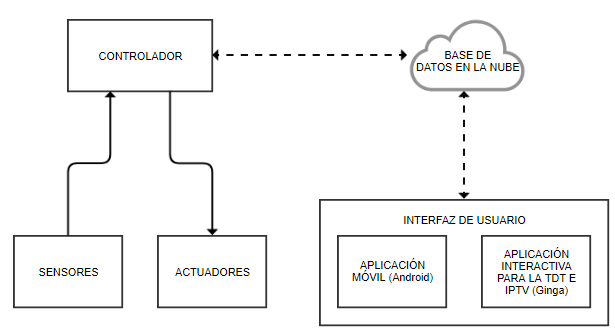 CONTROLADOR
BASE DE
DATOS EN LA NUBE
INTERFAZ DE USUARIO
SENSORES
ACTUADORES
APLICACIÓN
MÓVIL (Android)
APLICACIÓN
INTERACTIVA
PARA LA TDT E
IPTV (Ginga)